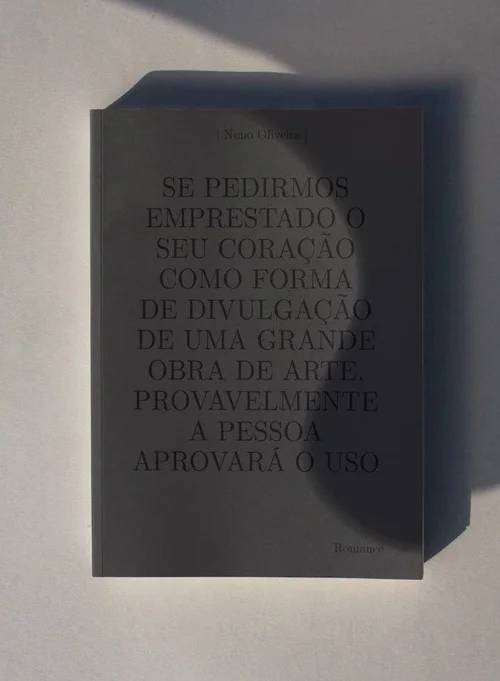 [ Nuno Oliveira ]
SE PEDIRMOS
EMPRESTADO O
SEU CORAÇÃO
COMO FORMA
DE DIVULGAÇÃO
DE UMA GRANDE
OBRA DE ARTE.
PROVAVELMENTE
A PESSOA
APROVARÁ O USO
Romance